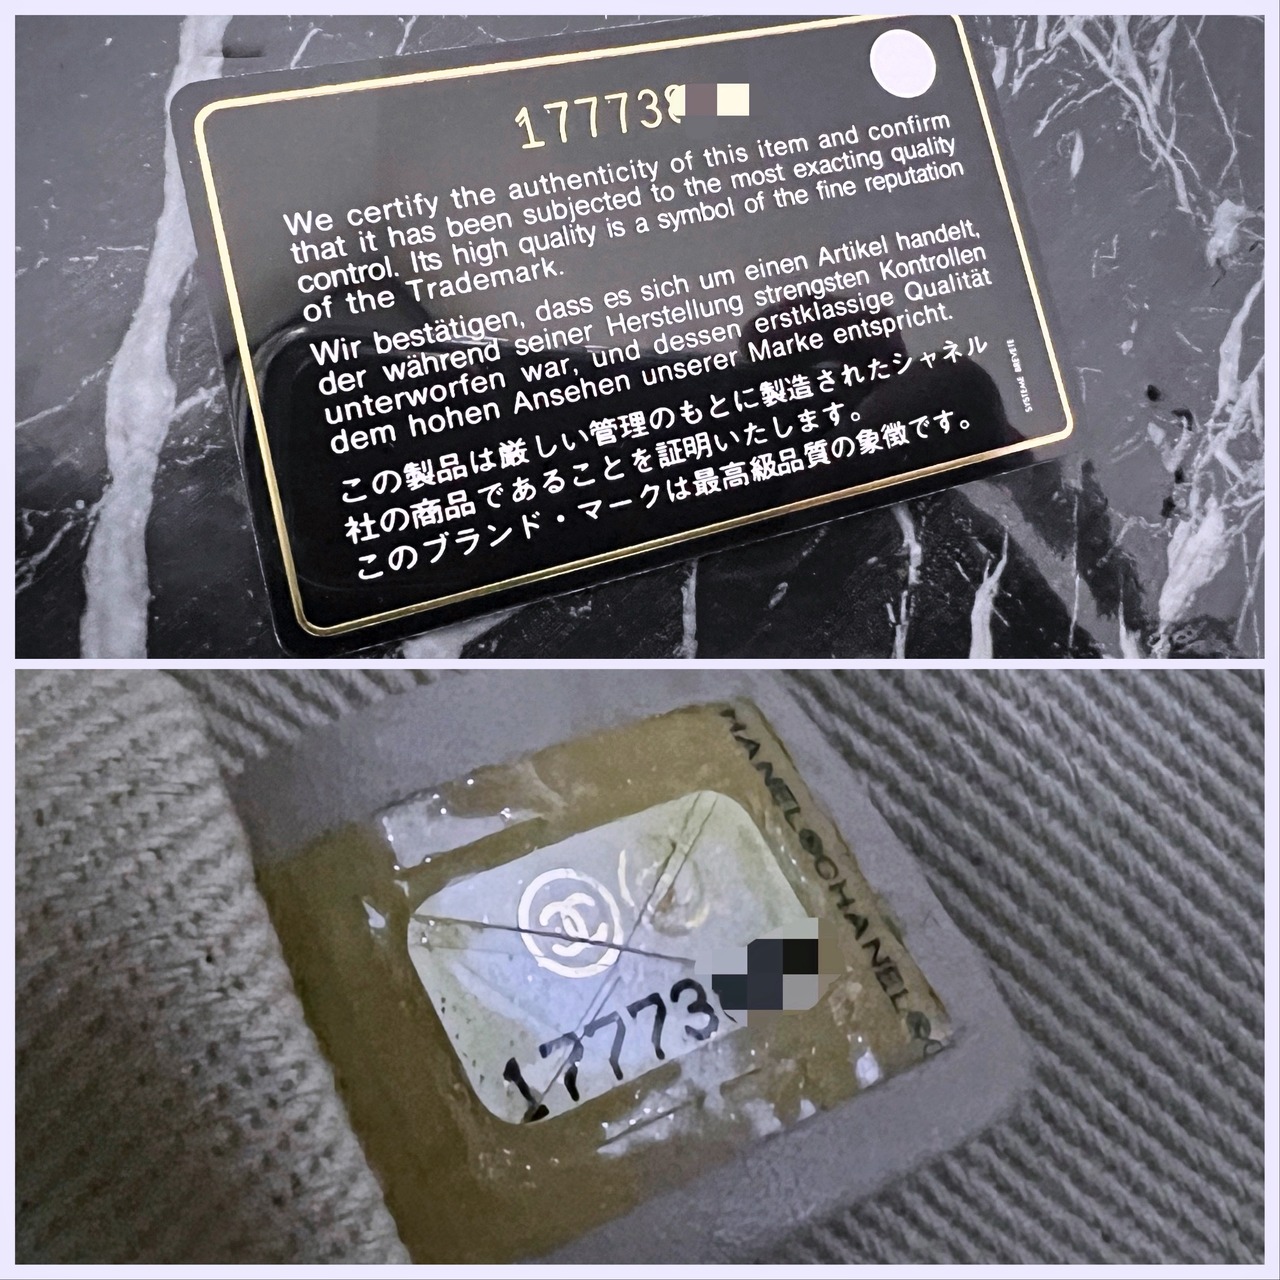 177738
We certify the authenticity of this item and confirm
that it has been subjected to the most exacting quality
control. Its high quality is a symbol of the fine reputation
of the Trademark.
Wir bestätigen, dass es sich um einen Artikel handelt,
der während seiner Herstellung strengsten Kontrollen
unterworfen war, und dessen erstklassige Qualität
dem hohen Ansehen unserer Marke entspricht.
この製品は厳しい管理のもとに製造されたシャネル
社の商品であることを証明いたします。
このブランド・マークは最高級品質の象徴です。
SYSTEME BREVETE
HANEL©CHANEL©
17773